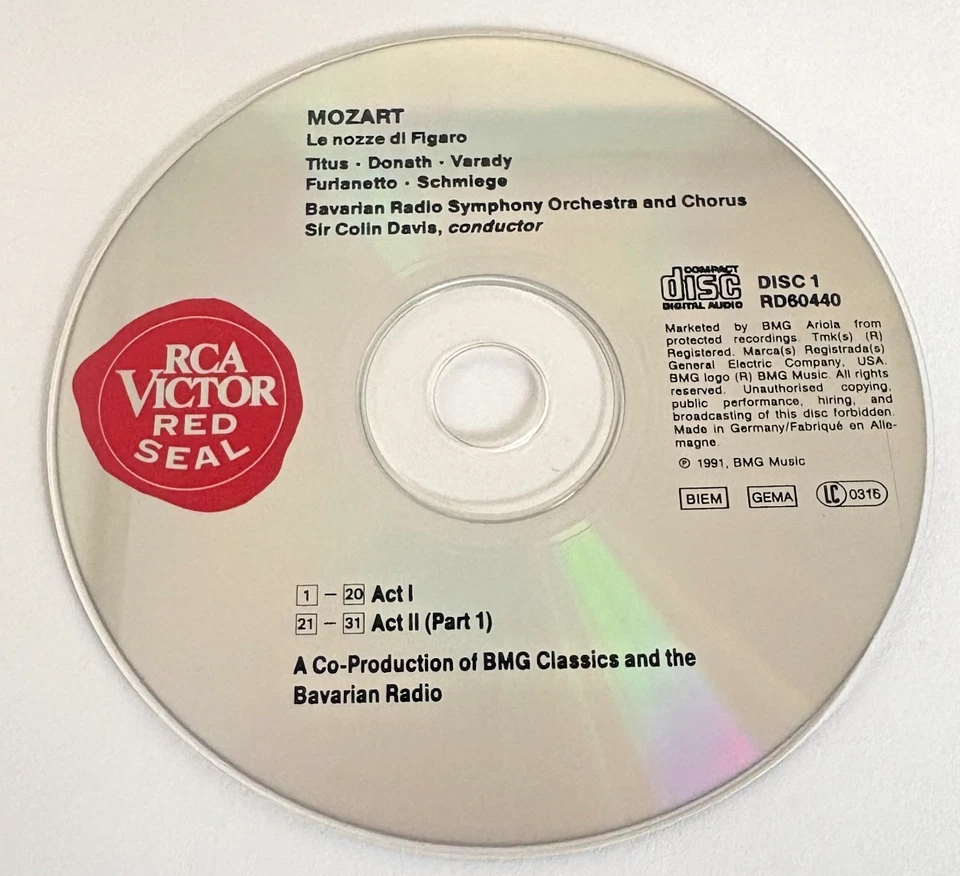 MOZART
Le nozze di Figaro
Titus · Donath · Varady
Furlanetto · Schmiege
Bavarian Radio Symphony Orchestra and Chorus
Sir Colin Davis, conductor
COMPACT
disc
DIGITAL AUDIO
DISC 1
RD60440
Marketed by BMG Ariola from
protected recordings. Tmk(s) (R)
Registered. Marca(s) Registrada(s)
General Electric Company, USA.
BMG logo (R) BMG Music. All rights
reserved. Unauthorised copying,
public performance, hiring, and
broadcasting of this disc forbidden.
Made in Germany/Fabriqué en Alle-
magne.
℗ 1991, BMG Music
BIEM GEMA LC 0316
RCA
VICTOR
RED
SEAL
1 – 20 Act I
21 – 31 Act II (Part 1)
A Co-Production of BMG Classics and the
Bavarian Radio